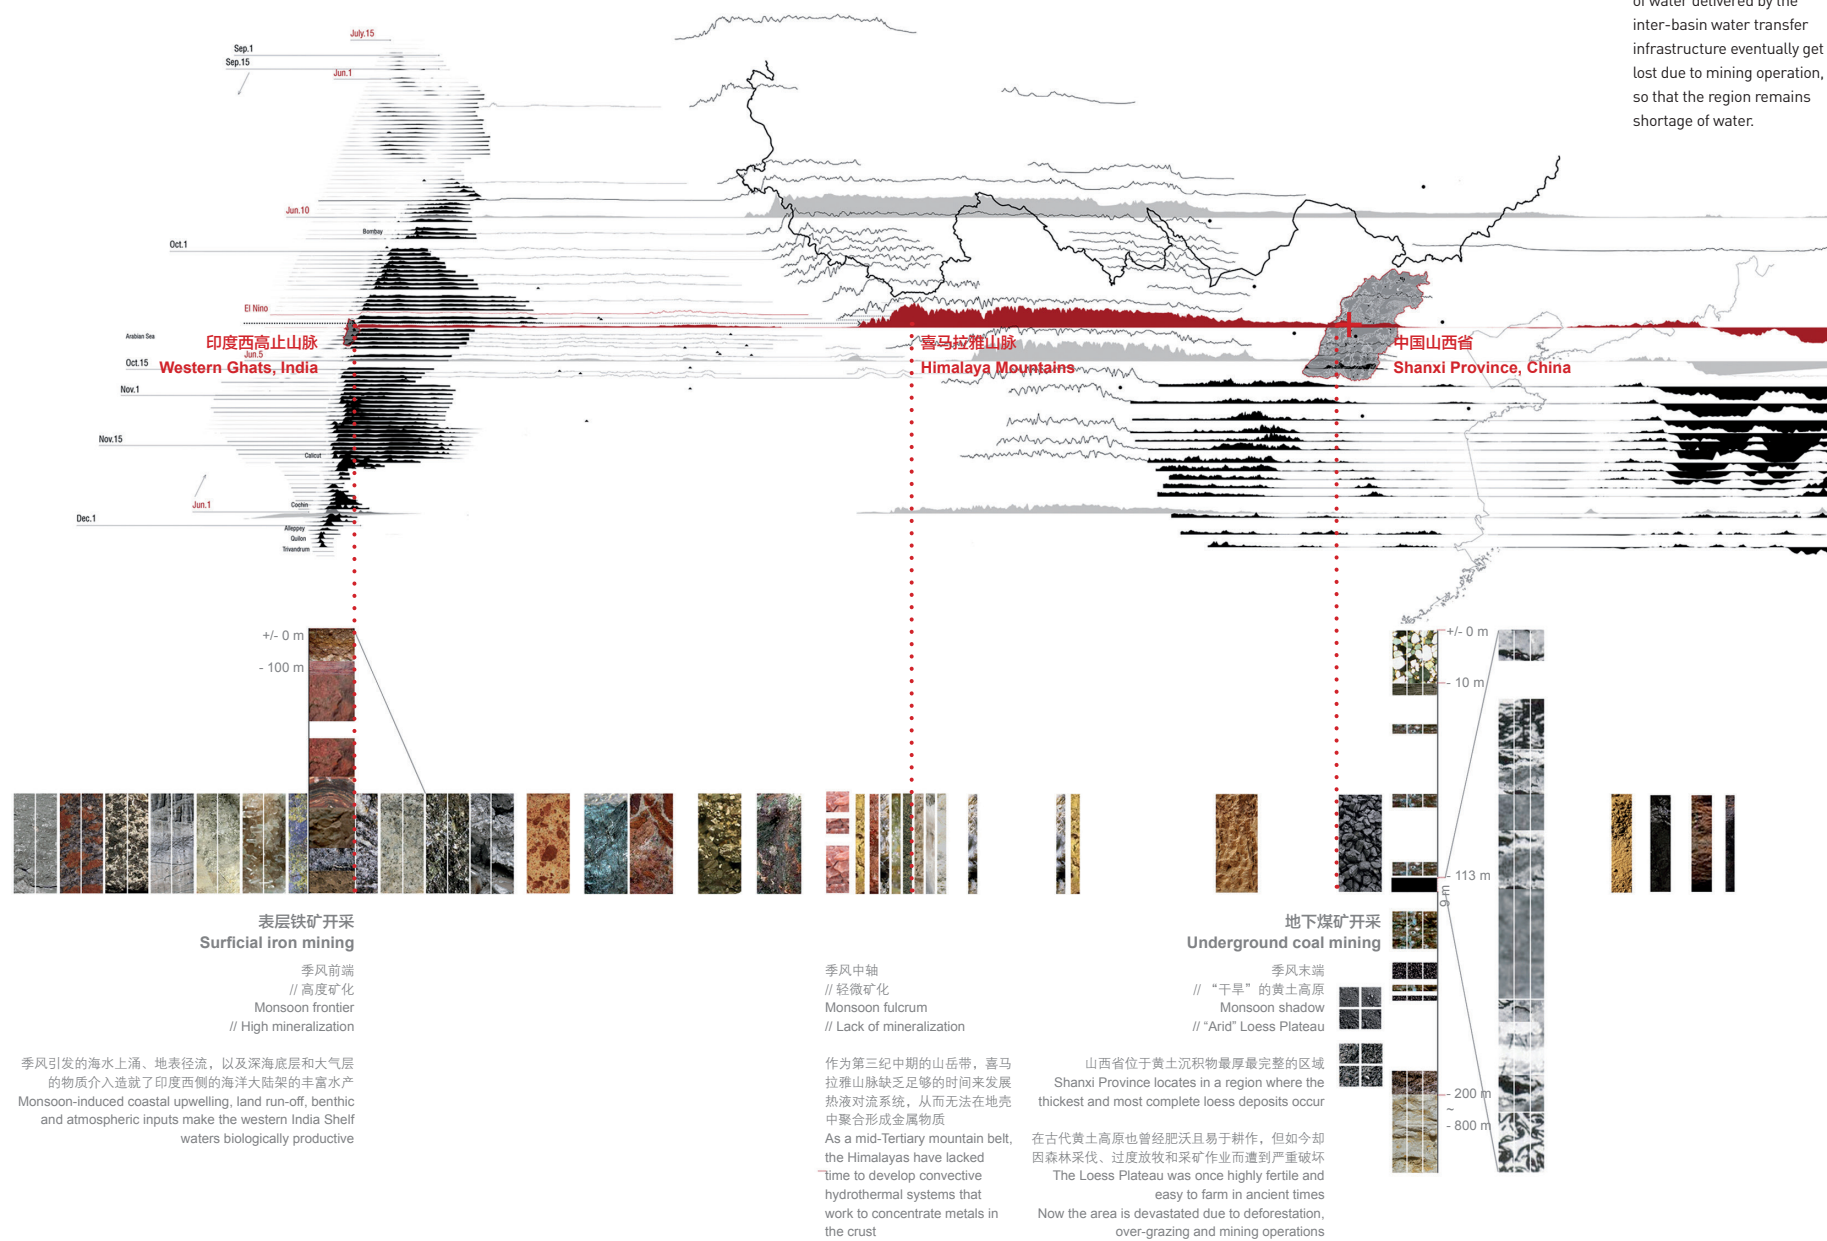 of water delivered by the
inter-basin water transfer
infrastructure eventually get
lost due to mining operation,
so that the region remains
shortage of water.
July.15
Sep.1
Sep.15
Jun.1
Jun.10
Bombay
Oct.1
El Nino
Arabian Sea
印度西高止山脉
Western Ghats, India
Jun.5
Oct.15
Nov.1
Nov.15
Calicut
Jun.1
Cochin
Dec.1
Alleppey
Quilon
Trivandrum
喜马拉雅山脉
Himalaya Mountains
中国山西省
Shanxi Province, China
+/- 0 m
- 100 m
+/- 0 m
- 10 m
- 113 m
6 m
- 200 m
~
- 800 m
表层铁矿开采
Surficial iron mining
季风前端
// 高度矿化
Monsoon frontier
// High mineralization
季风引发的海水上涌、地表径流，以及深海底层和大气层
的物质介入造就了印度西侧的海洋大陆架的丰富水产
Monsoon-induced coastal upwelling, land run-off, benthic
and atmospheric inputs make the western India Shelf
waters biologically productive
季风中轴
// 轻微矿化
Monsoon fulcrum
// Lack of mineralization
作为第三纪中期的山岳带，喜马
拉雅山脉缺乏足够的时间来发展
热液对流系统，从而无法在地壳
中聚合形成金属物质
As a mid-Tertiary mountain belt,
the Himalayas have lacked
time to develop convective
hydrothermal systems that
work to concentrate metals in
the crust
地下煤矿开采
Underground coal mining
季风末端
// “干旱”的黄土高原
Monsoon shadow
// “Arid” Loess Plateau
山西省位于黄土沉积物最厚最完整的区域
Shanxi Province locates in a region where the
thickest and most complete loess deposits occur
在古代黄土高原也曾经肥沃且易于耕作，但如今却
因森林采伐、过度放牧和采矿作业而遭到严重破坏
The Loess Plateau was once highly fertile and
easy to farm in ancient times
Now the area is devastated due to deforestation,
over-grazing and mining operations